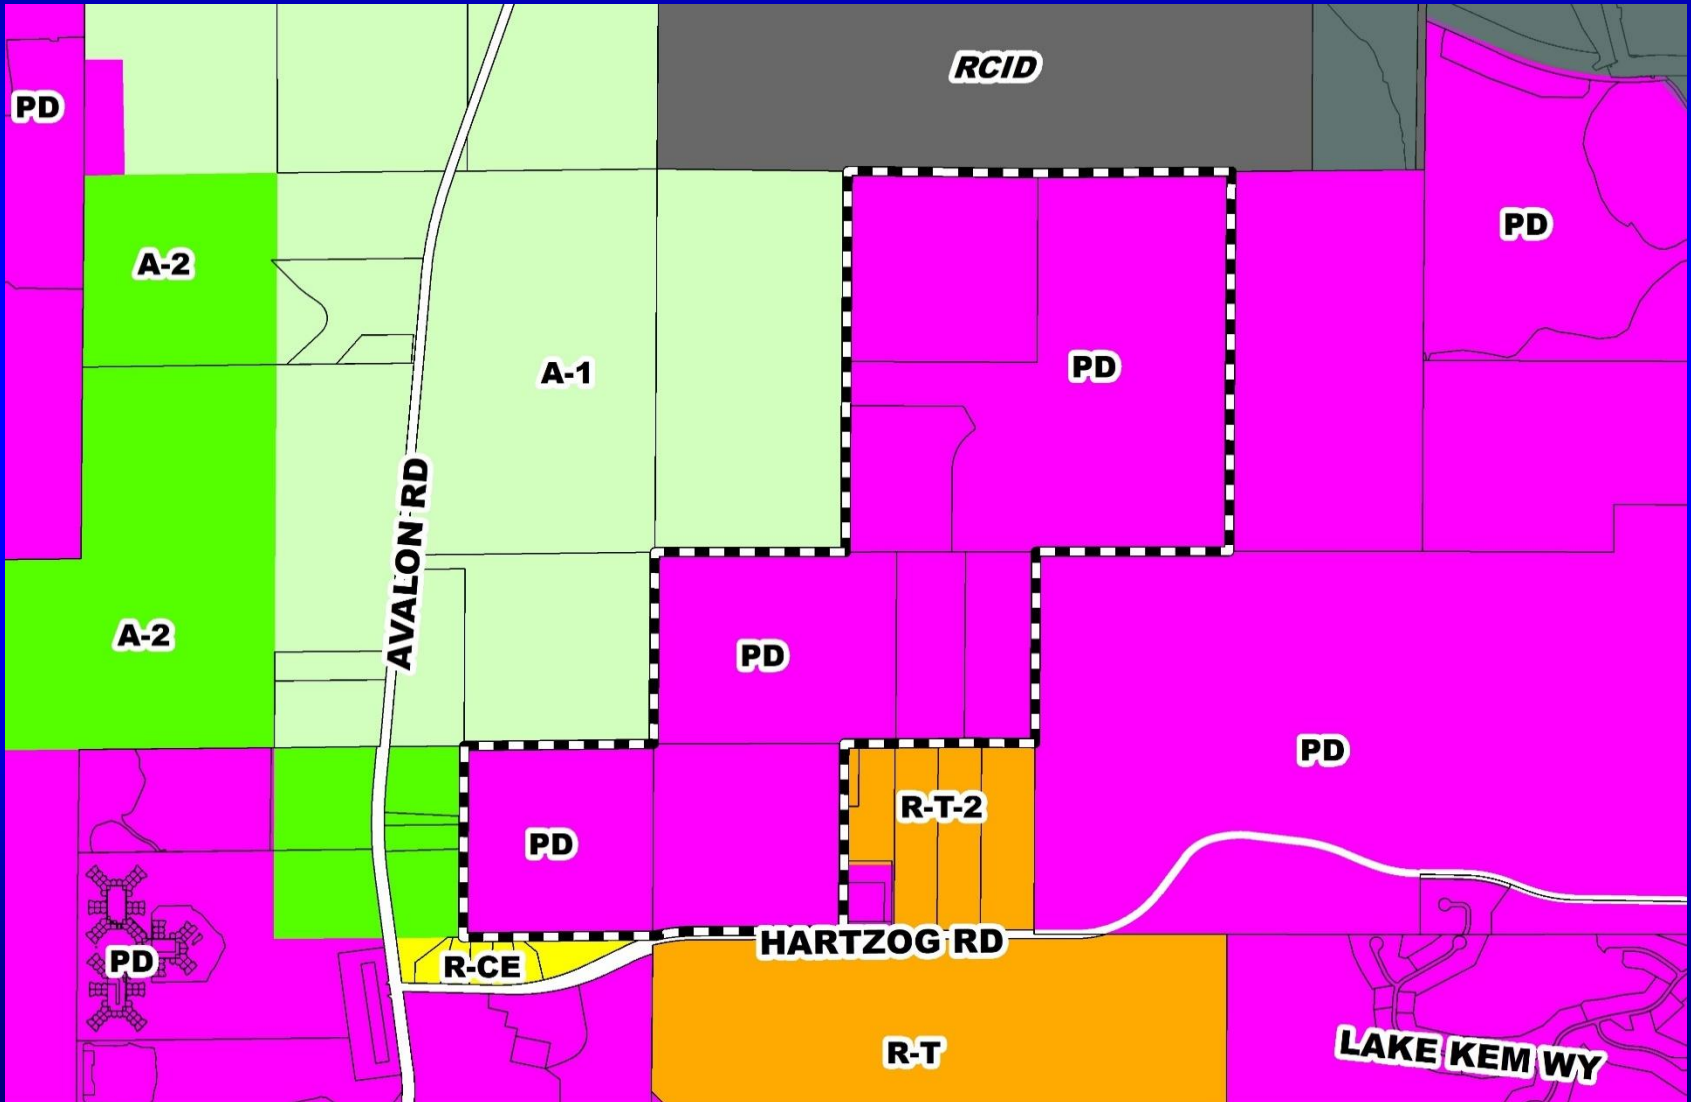 RCID
PD
PD
A-2
PD
A-1
AVALON RD
A-2
PD
PD
R-T-2
PD
HARTZOG RD
PD
R-CE
R-T
LAKE KEM WY